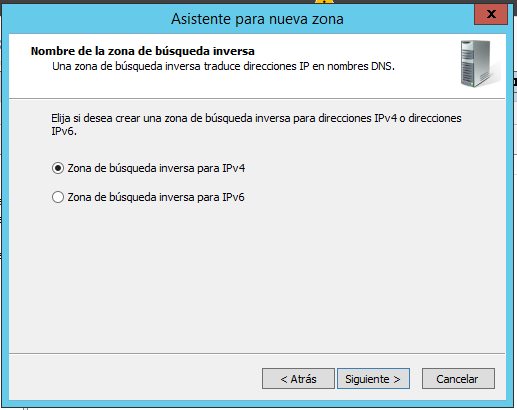 Asistente para nueva zona
x
Nombre de la zona de búsqueda inversa
Una zona de búsqueda inversa traduce direcciones IP en nombres DNS.
Elija si desea crear una zona de búsqueda inversa para direcciones IPv4 o direcciones
IPv6.
Zona de búsqueda inversa para IPv4
Zona de búsqueda inversa para IPv6
< Atrás
Siguiente >
Cancelar